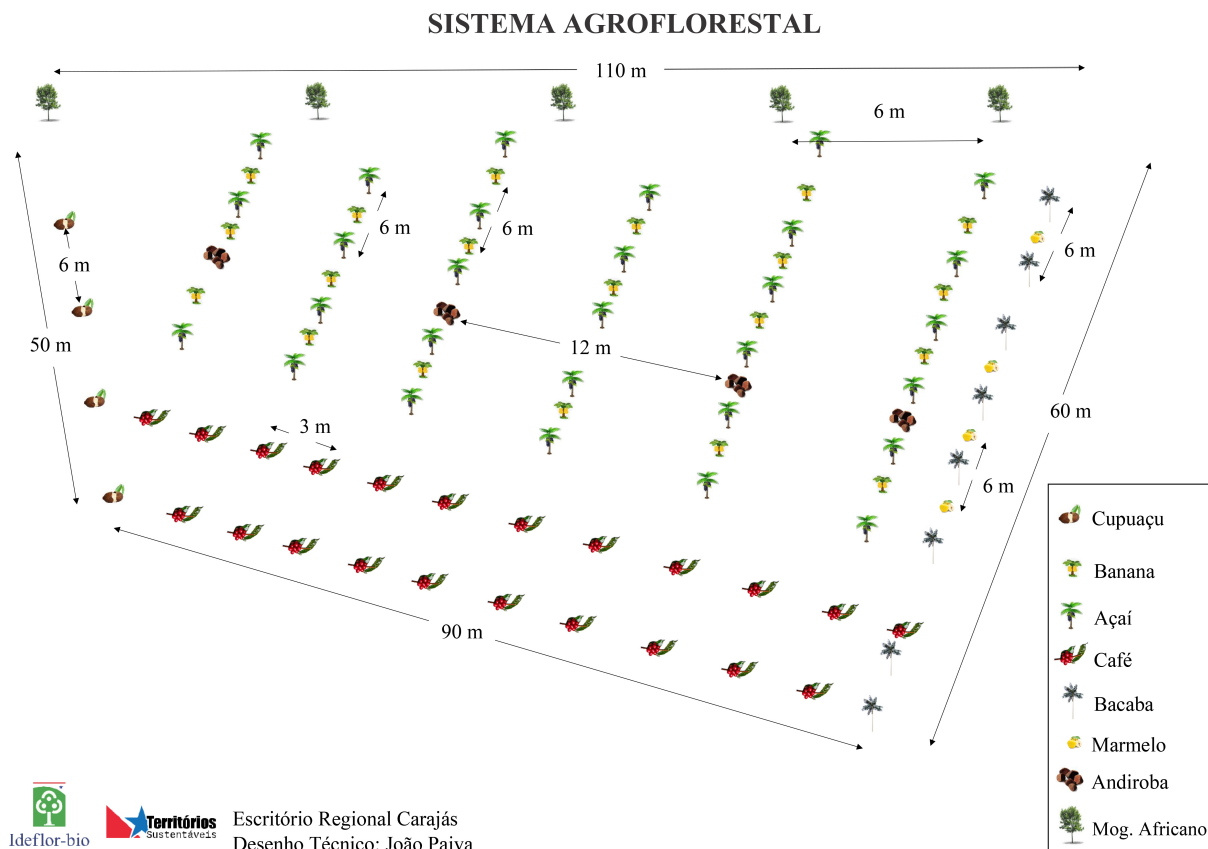 SISTEMA AGROFLORESTAL
110 m
6 m
6 m
6 m
6 m
6 m
50 m
12 m
60 m
3 m
6 m
90 m
Cupuaçu
Banana
Açaí
Café
Bacaba
Marmelo
Andiroba
Mog. Africano
Ideflor-bio
Territórios
Sustentáveis
Escritório Regional Carajás
Desenho Técnico: João Paiva